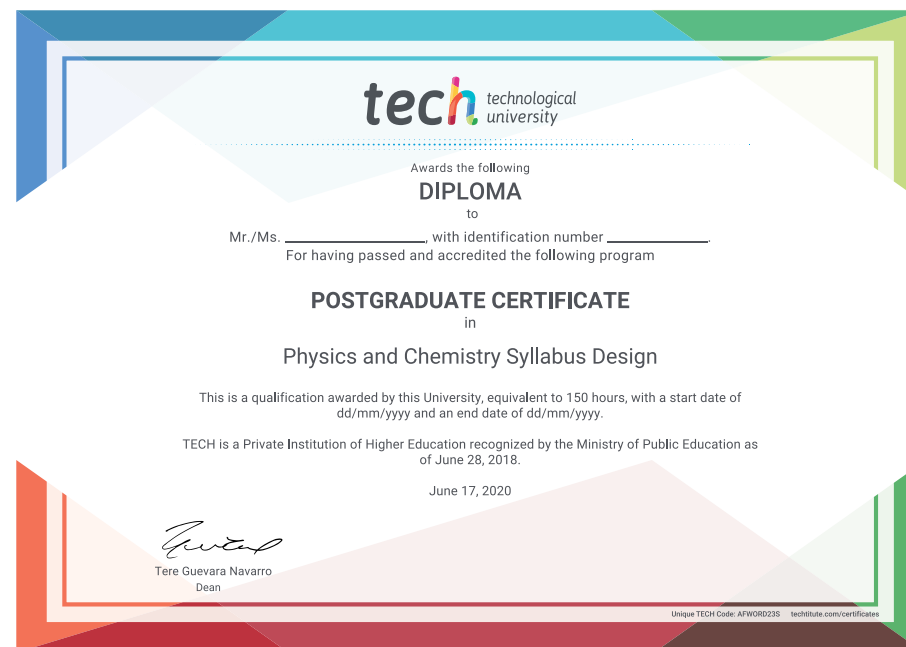 tech technological
university
Awards the following
DIPLOMA
to
Mr./Ms. ____________________, with identification number ______________.
For having passed and accredited the following program
POSTGRADUATE CERTIFICATE
in
Physics and Chemistry Syllabus Design
This is a qualification awarded by this University, equivalent to 150 hours, with a start date of
dd/mm/yyyy and an end date of dd/mm/yyyy.
TECH is a Private Institution of Higher Education recognized by the Ministry of Public Education as
of June 28, 2018.
June 17, 2020
Tere Guevara Navarro
Dean
Unique TECH Code: AFWORD23S techtitute.com/certificates